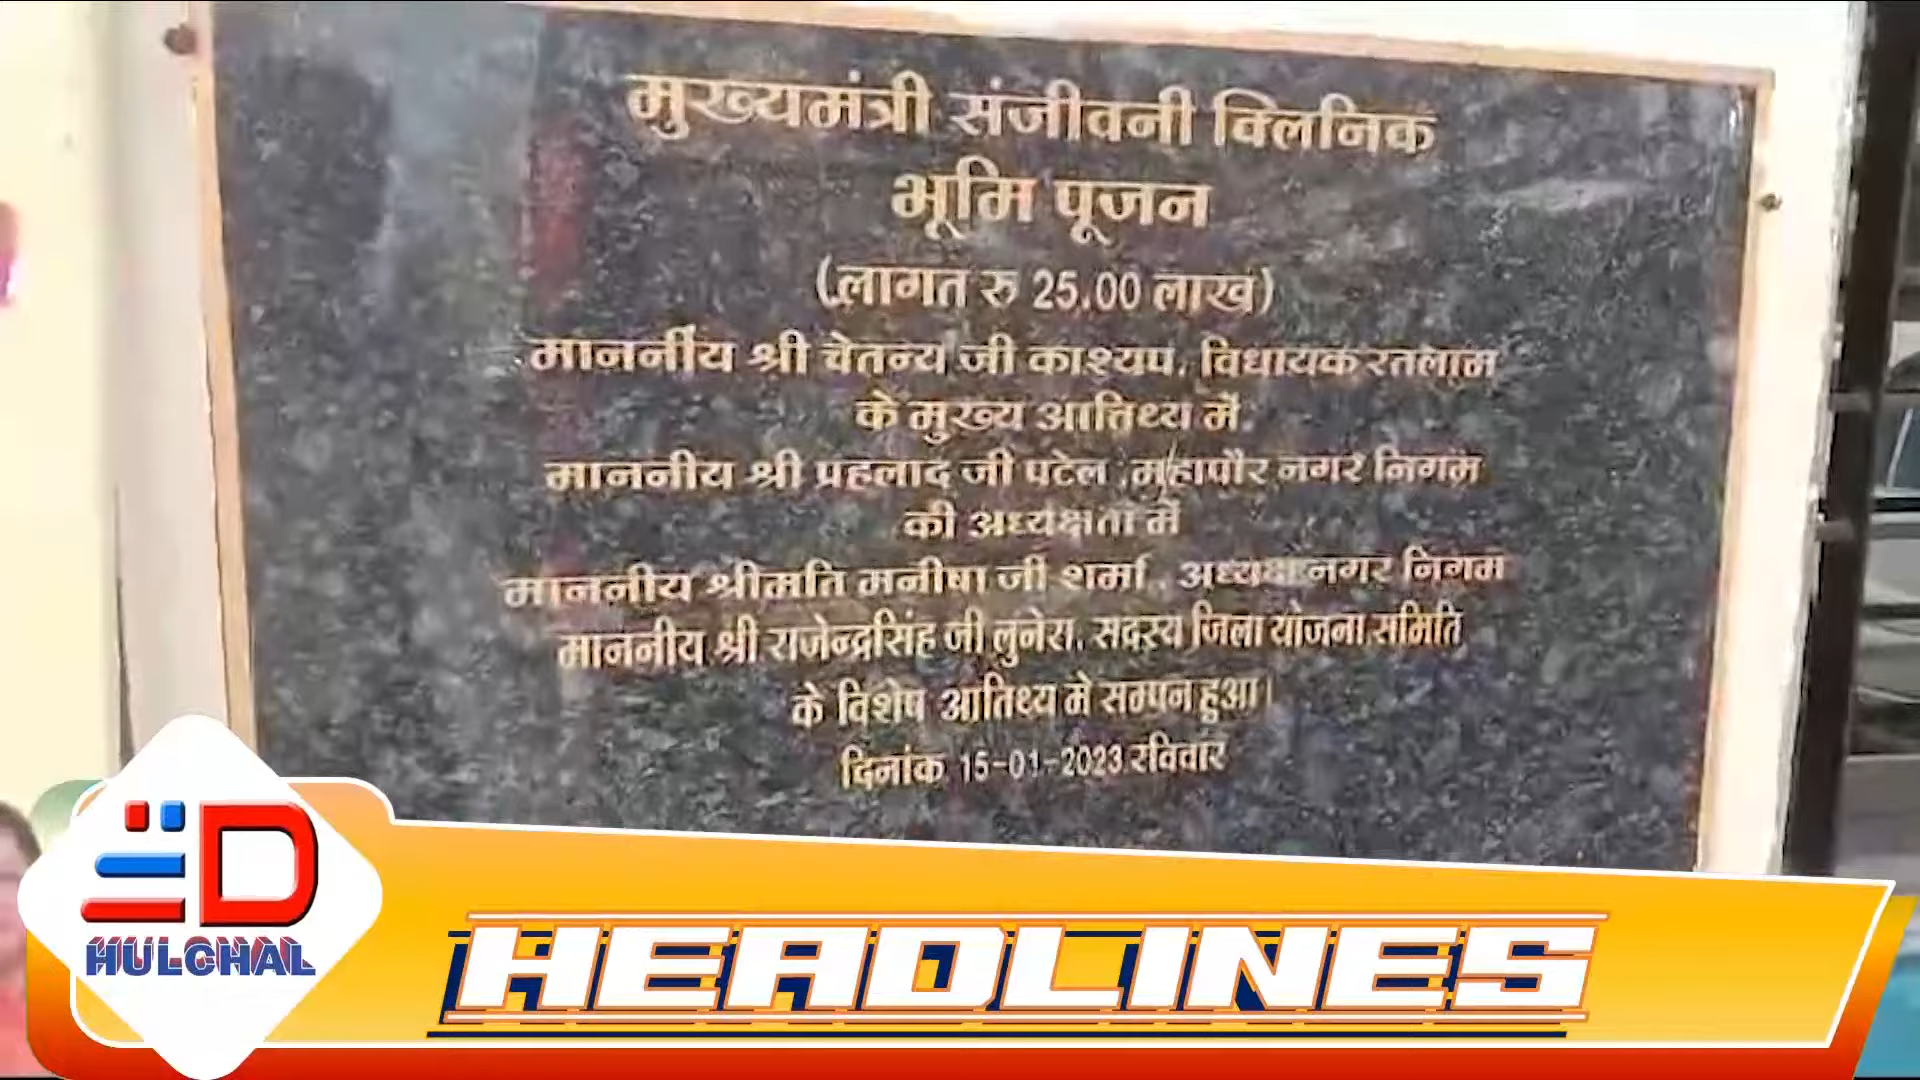 मुख्यमंत्री संजीवनी क्लिनिक
भूमि पूजन
(लागत रु 25.00 लाख)
माननीय श्री चेतन्य जी काश्यप, विधायक रतलाम
के मुख्य आतिथ्य में,
माननीय श्री प्रहलाद जी पटेल ,महापौर नगर निगम
की अध्यक्षता में
माननीय श्रीमति मनीषा जी शर्मा, अध्यक्ष नगर निगम
माननीय श्री राजेन्द्रसिंह जी लुनेरा, सदस्य जिला योजना समिति
के विशेष आतिथ्य मे सम्पन हुआ।
दिनांक 15-01-2023 रविवार
D
HULCHAL
HEADLINES